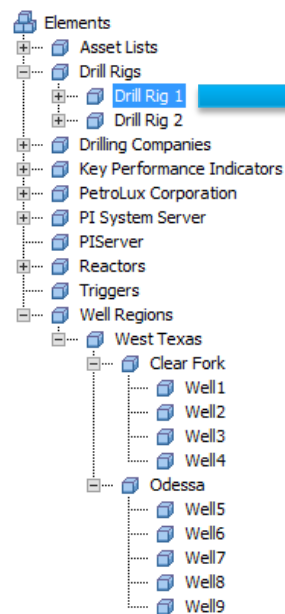 Elements
Asset Lists
Drill Rigs
Drill Rig 1
Drill Rig 2
Drilling Companies
Key Performance Indicators
PetroLux Corporation
PI System Server
PIServer
Reactors
Triggers
Well Regions
West Texas
Clear Fork
Well1
Well2
Well3
Well4
Odessa
Well5
Well6
Well7
Well8
Well9